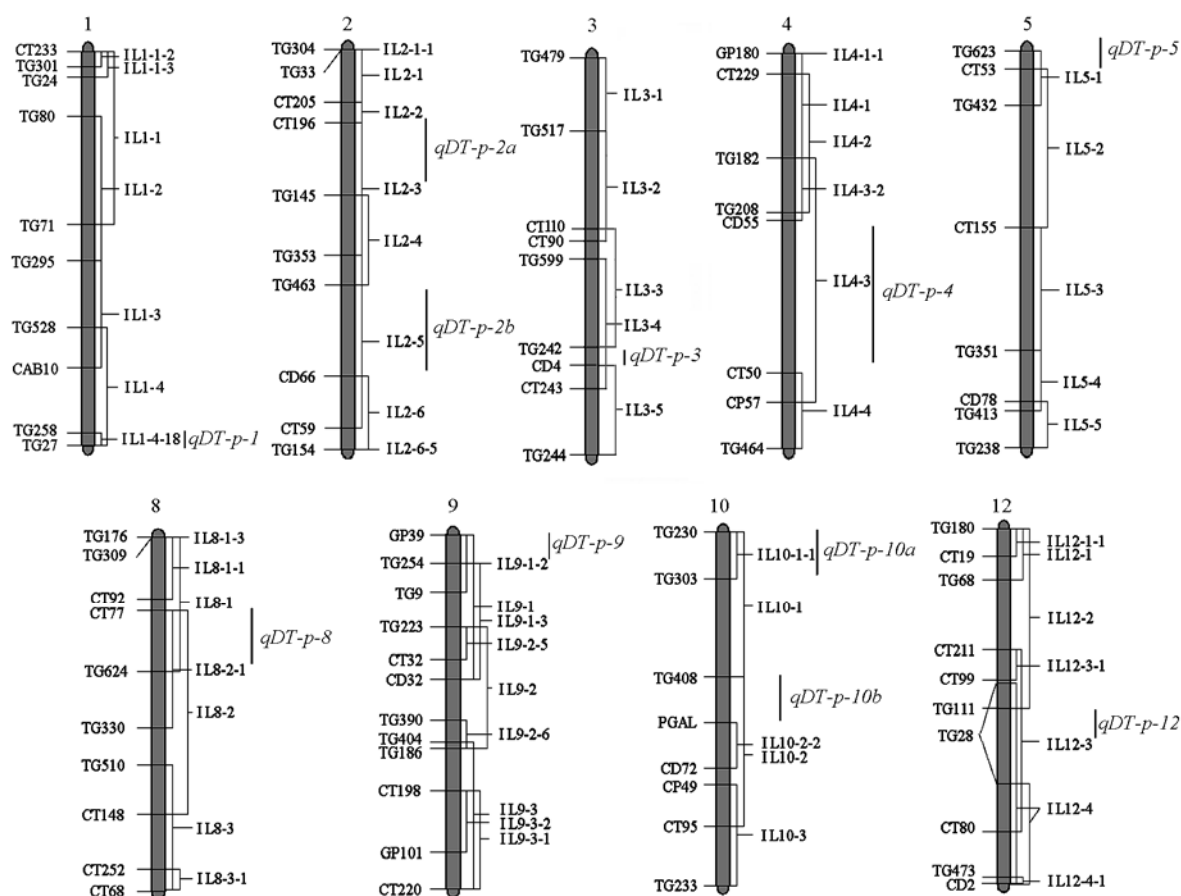 1
CT233
TG301
TG24
TG80
TG71
TG295
TG528
CAB10
TG258
TG27
IL1-1-2
IL1-1-3
IL1-1
IL1-2
IL1-3
IL1-4
IL1-4-18
qDT-p-1
2
TG304
TG33
CT205
CT196
TG145
TG353
TG463
CD66
CT59
TG154
IL2-1-1
IL2-1
IL2-2
qDT-p-2a
IL2-3
IL2-4
qDT-p-2b
IL2-5
IL2-6
IL2-6-5
3
TG479
TG517
CT110
CT90
TG599
TG242
CD4
CT243
TG244
IL3-1
IL3-2
IL3-3
IL3-4
qDT-p-3
IL3-5
4
GP180
CT229
TG182
TG208
CD55
CT50
CP57
TG464
IL4-1-1
IL4-1
IL4-2
IL4-3-2
IL4-3
qDT-p-4
IL4-4
5
TG623
CT53
TG432
CT155
TG351
CD78
TG413
TG238
qDT-p-5
IL5-1
IL5-2
IL5-3
IL5-4
IL5-5
8
TG176
TG309
CT92
CT77
TG624
TG330
TG510
CT148
CT252
CT68
IL8-1-3
IL8-1-1
IL8-1
qDT-p-8
IL8-2-1
IL8-2
IL8-3
IL8-3-1
9
GP39
TG254
TG9
TG223
CT32
CD32
TG390
TG404
TG186
CT198
GP101
CT220
qDT-p-9
IL9-1-2
IL9-1
IL9-1-3
IL9-2-5
IL9-2
IL9-2-6
IL9-3
IL9-3-2
IL9-3-1
10
TG230
TG303
TG408
PGAL
CD72
CP49
CT95
TG233
IL10-1-1
qDT-p-10a
IL10-1
qDT-p-10b
IL10-2-2
IL10-2
IL10-3
12
TG180
CT19
TG68
CT211
CT99
TG111
TG28
CT80
TG473
CD2
IL12-1-1
IL12-1
IL12-2
IL12-3-1
qDT-p-12
IL12-3
IL12-4
IL12-4-1